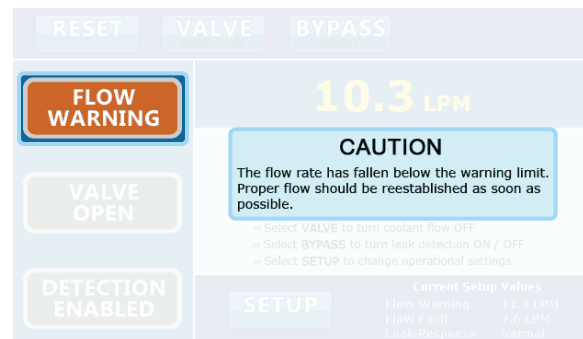 RESET VALVE BYPASS
FLOW
WARNING
10.3 LPM
CAUTION
The flow rate has fallen below the warning limit.
Proper flow should be reestablished as soon as
possible.
VALVE
OPEN
» Select VALVE to turn coolant flow OFF
» Select BYPASS to turn leak detection ON / OFF
» Select SETUP to change operational settings
DETECTION
ENABLED
SETUP
Current Setup Values
Flow Warning 11.4 LPM
Flow Fault 7.6 LPM
Leak Response Normal